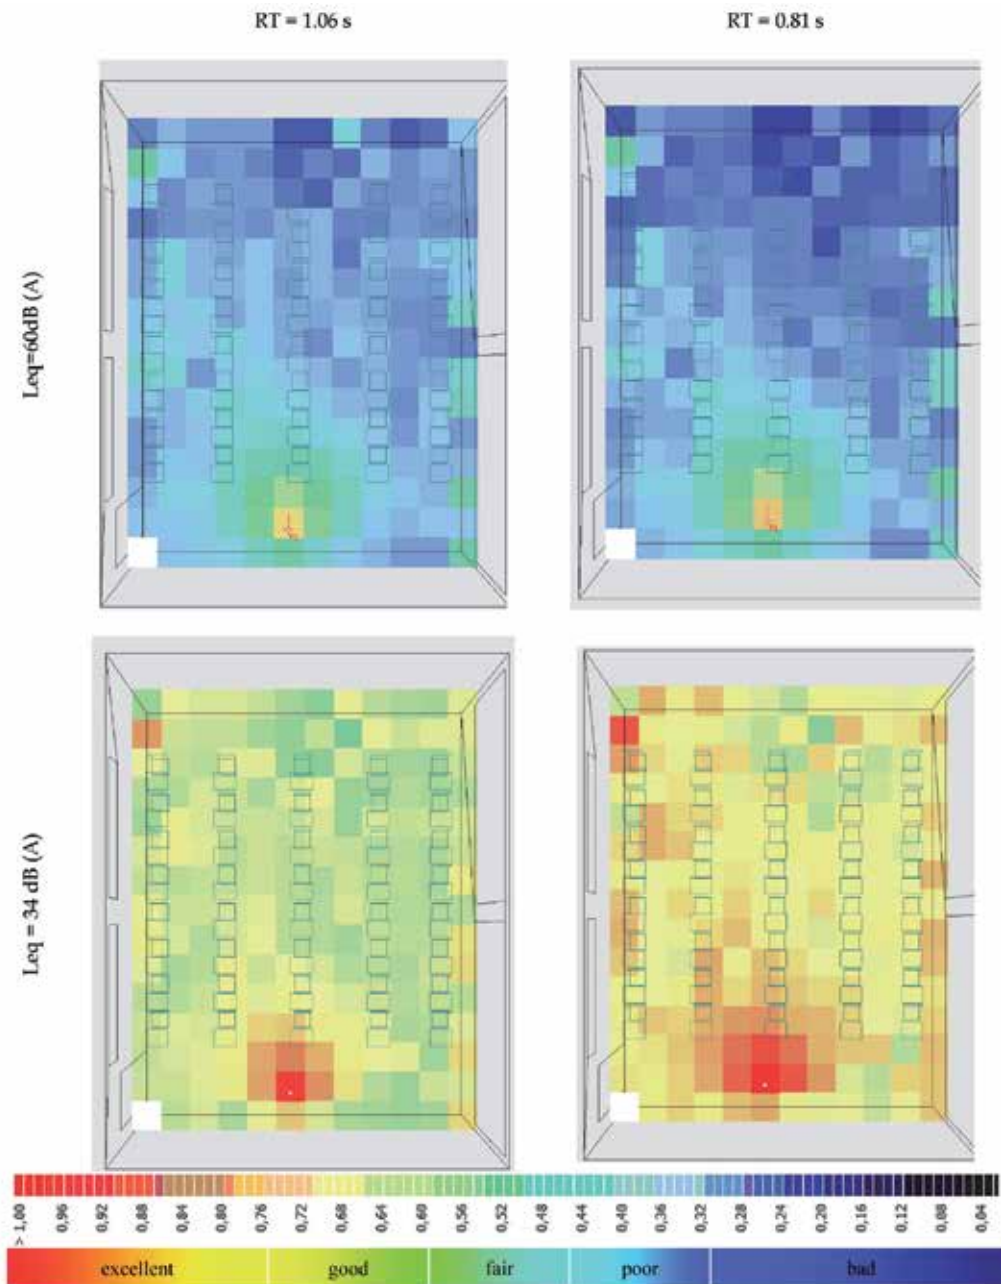 RT = 1.06 s
RT = 0.81 s
Leq=60dB (A)
Leq = 34 dB (A)
> 1,00 0,96 0,92 0,88 0,84 0,80 0,76 0,72 0,68 0,64 0,60 0,56 0,52 0,48 0,44 0,40 0,36 0,32 0,28 0,24 0,20 0,16 0,12 0,08 0,04
excellent good fair poor bad